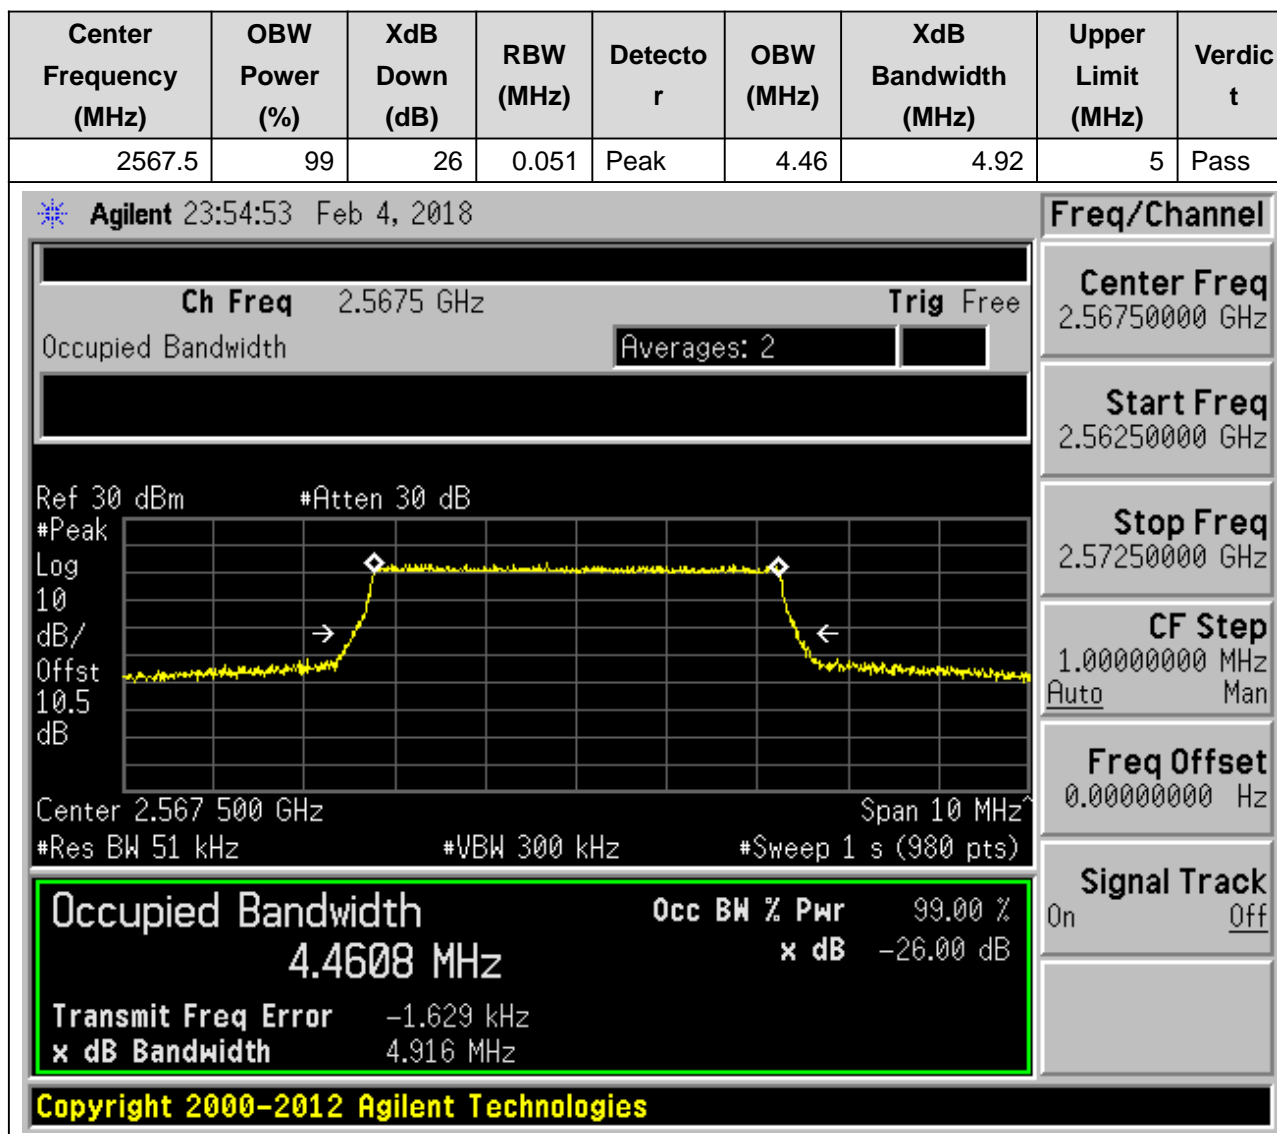 Center Frequency (MHz) OBW Power (%) XdB Down (dB) RBW (MHz) Detecto r OBW (MHz) XdB Bandwidth (MHz) Upper Limit (MHz) Verdic t
2567.5 99 26 0.051 Peak 4.46 4.92 5 Pass
Agilent 23:54:53 Feb 4, 2018
Ch Freq 2.5675 GHz Trig Free
Occupied Bandwidth Averages: 2
Ref 30 dBm #Atten 30 dB
#Peak
Log
10
dB/
Offst
10.5
dB
Center 2.567 500 GHz Span 10 MHz^
#Res BW 51 kHz #VBW 300 kHz #Sweep 1 s (980 pts)
Occupied Bandwidth Occ BW % Pwr 99.00 %
4.4608 MHz x dB -26.00 dB
Transmit Freq Error -1.629 kHz
x dB Bandwidth 4.916 MHz
Copyright 2000-2012 Agilent Technologies
Freq/Channel
Center Freq
2.56750000 GHz
Start Freq
2.56250000 GHz
Stop Freq
2.57250000 GHz
CF Step
1.00000000 MHz
Auto Man
Freq Offset
0.00000000 Hz
Signal Track
On Off